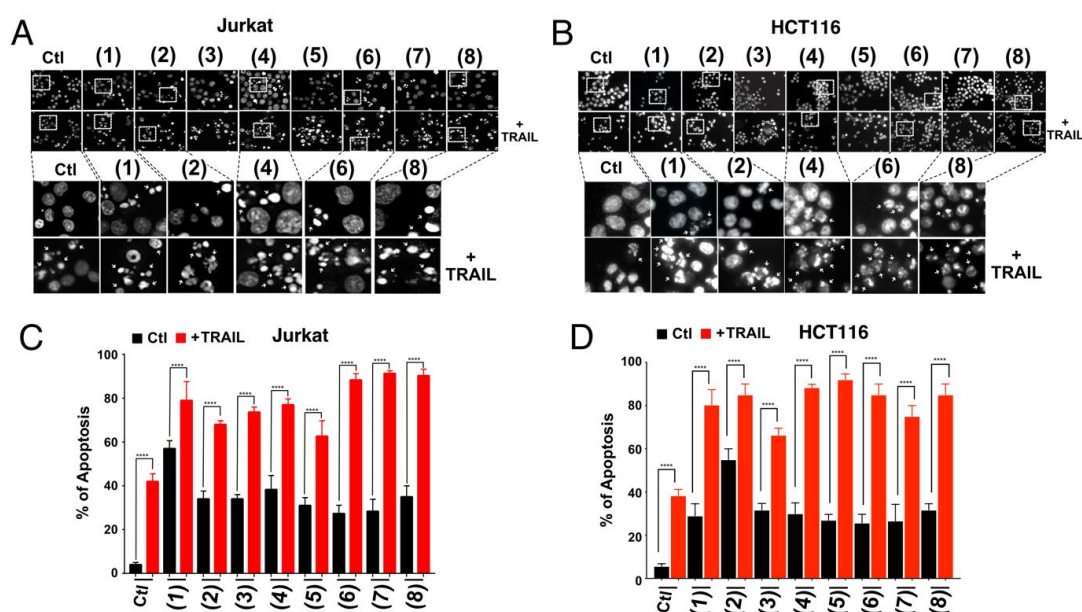 A
Jurkat
Ctl (1) (2) (3) (4) (5) (6) (7) (8)
+
TRAIL
Ctl (1) (2) (4) (6) (8)
+
TRAIL
B
HCT116
Ctl (1) (2) (3) (4) (5) (6) (7) (8)
+
TRAIL
Ctl (1) (2) (4) (6) (8)
+
TRAIL
C
Ctl +TRAIL
Jurkat
% of Apoptosis
100
80
60
40
20
0
**** **** **** **** **** **** **** **** ****
Ctl (1) (2) (3) (4) (5) (6) (7) (8)
D
Ctl +TRAIL
HCT116
% of Apoptosis
100
80
60
40
20
0
**** **** **** **** **** **** **** **** ****
Ctl (1) (2) (3) (4) (5) (6) (7) (8)